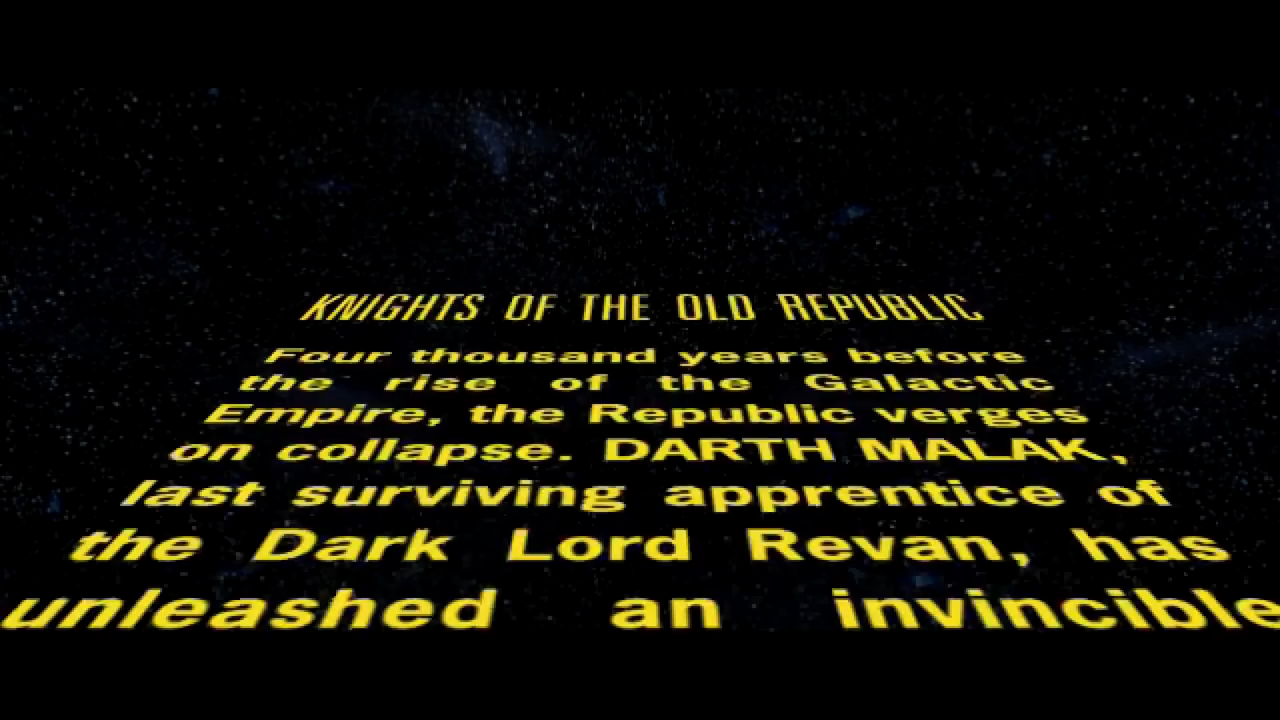 KNIGHTS OF THE OLD REPUBLIC
Four thousand years before
the rise of the Galactic
Empire, the Republic verges
on collapse. DARTH MALAK,
last surviving apprentice of
the Dark Lord Revan, has
unleashed an invincible